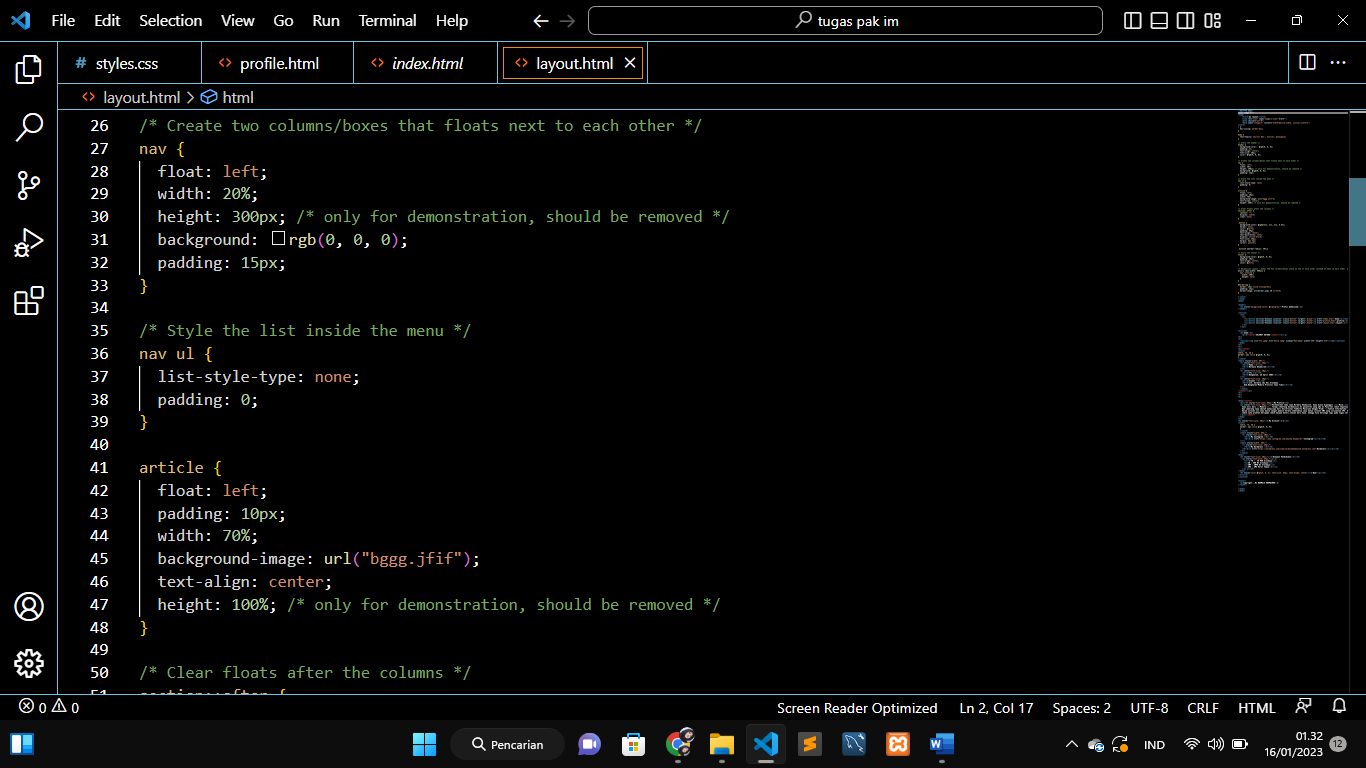 File Edit Selection View Go Run Terminal Help tugas pak im
# styles.css <> profile.html <> index.html <> layout.html
<> layout.html > html
26 /* Create two columns/boxes that floats next to each other */
27 nav {
28 float: left;
29 width: 20%;
30 height: 300px; /* only for demonstration, should be removed */
31 background: rgb(0, 0, 0);
32 padding: 15px;
33 }
34
35 /* Style the list inside the menu */
36 nav ul {
37 list-style-type: none;
38 padding: 0;
39 }
40
41 article {
42 float: left;
43 padding: 10px;
44 width: 70%;
45 background-image: url("bggg.jfif");
46 text-align: center;
47 height: 100%; /* only for demonstration, should be removed */
48 }
49
50 /* Clear floats after the columns */
51 section::after {
0 0 Screen Reader Optimized Ln 2, Col 17 Spaces: 2 UTF-8 CRLF HTML
Pencarian IND 01.32
16/01/2023 12